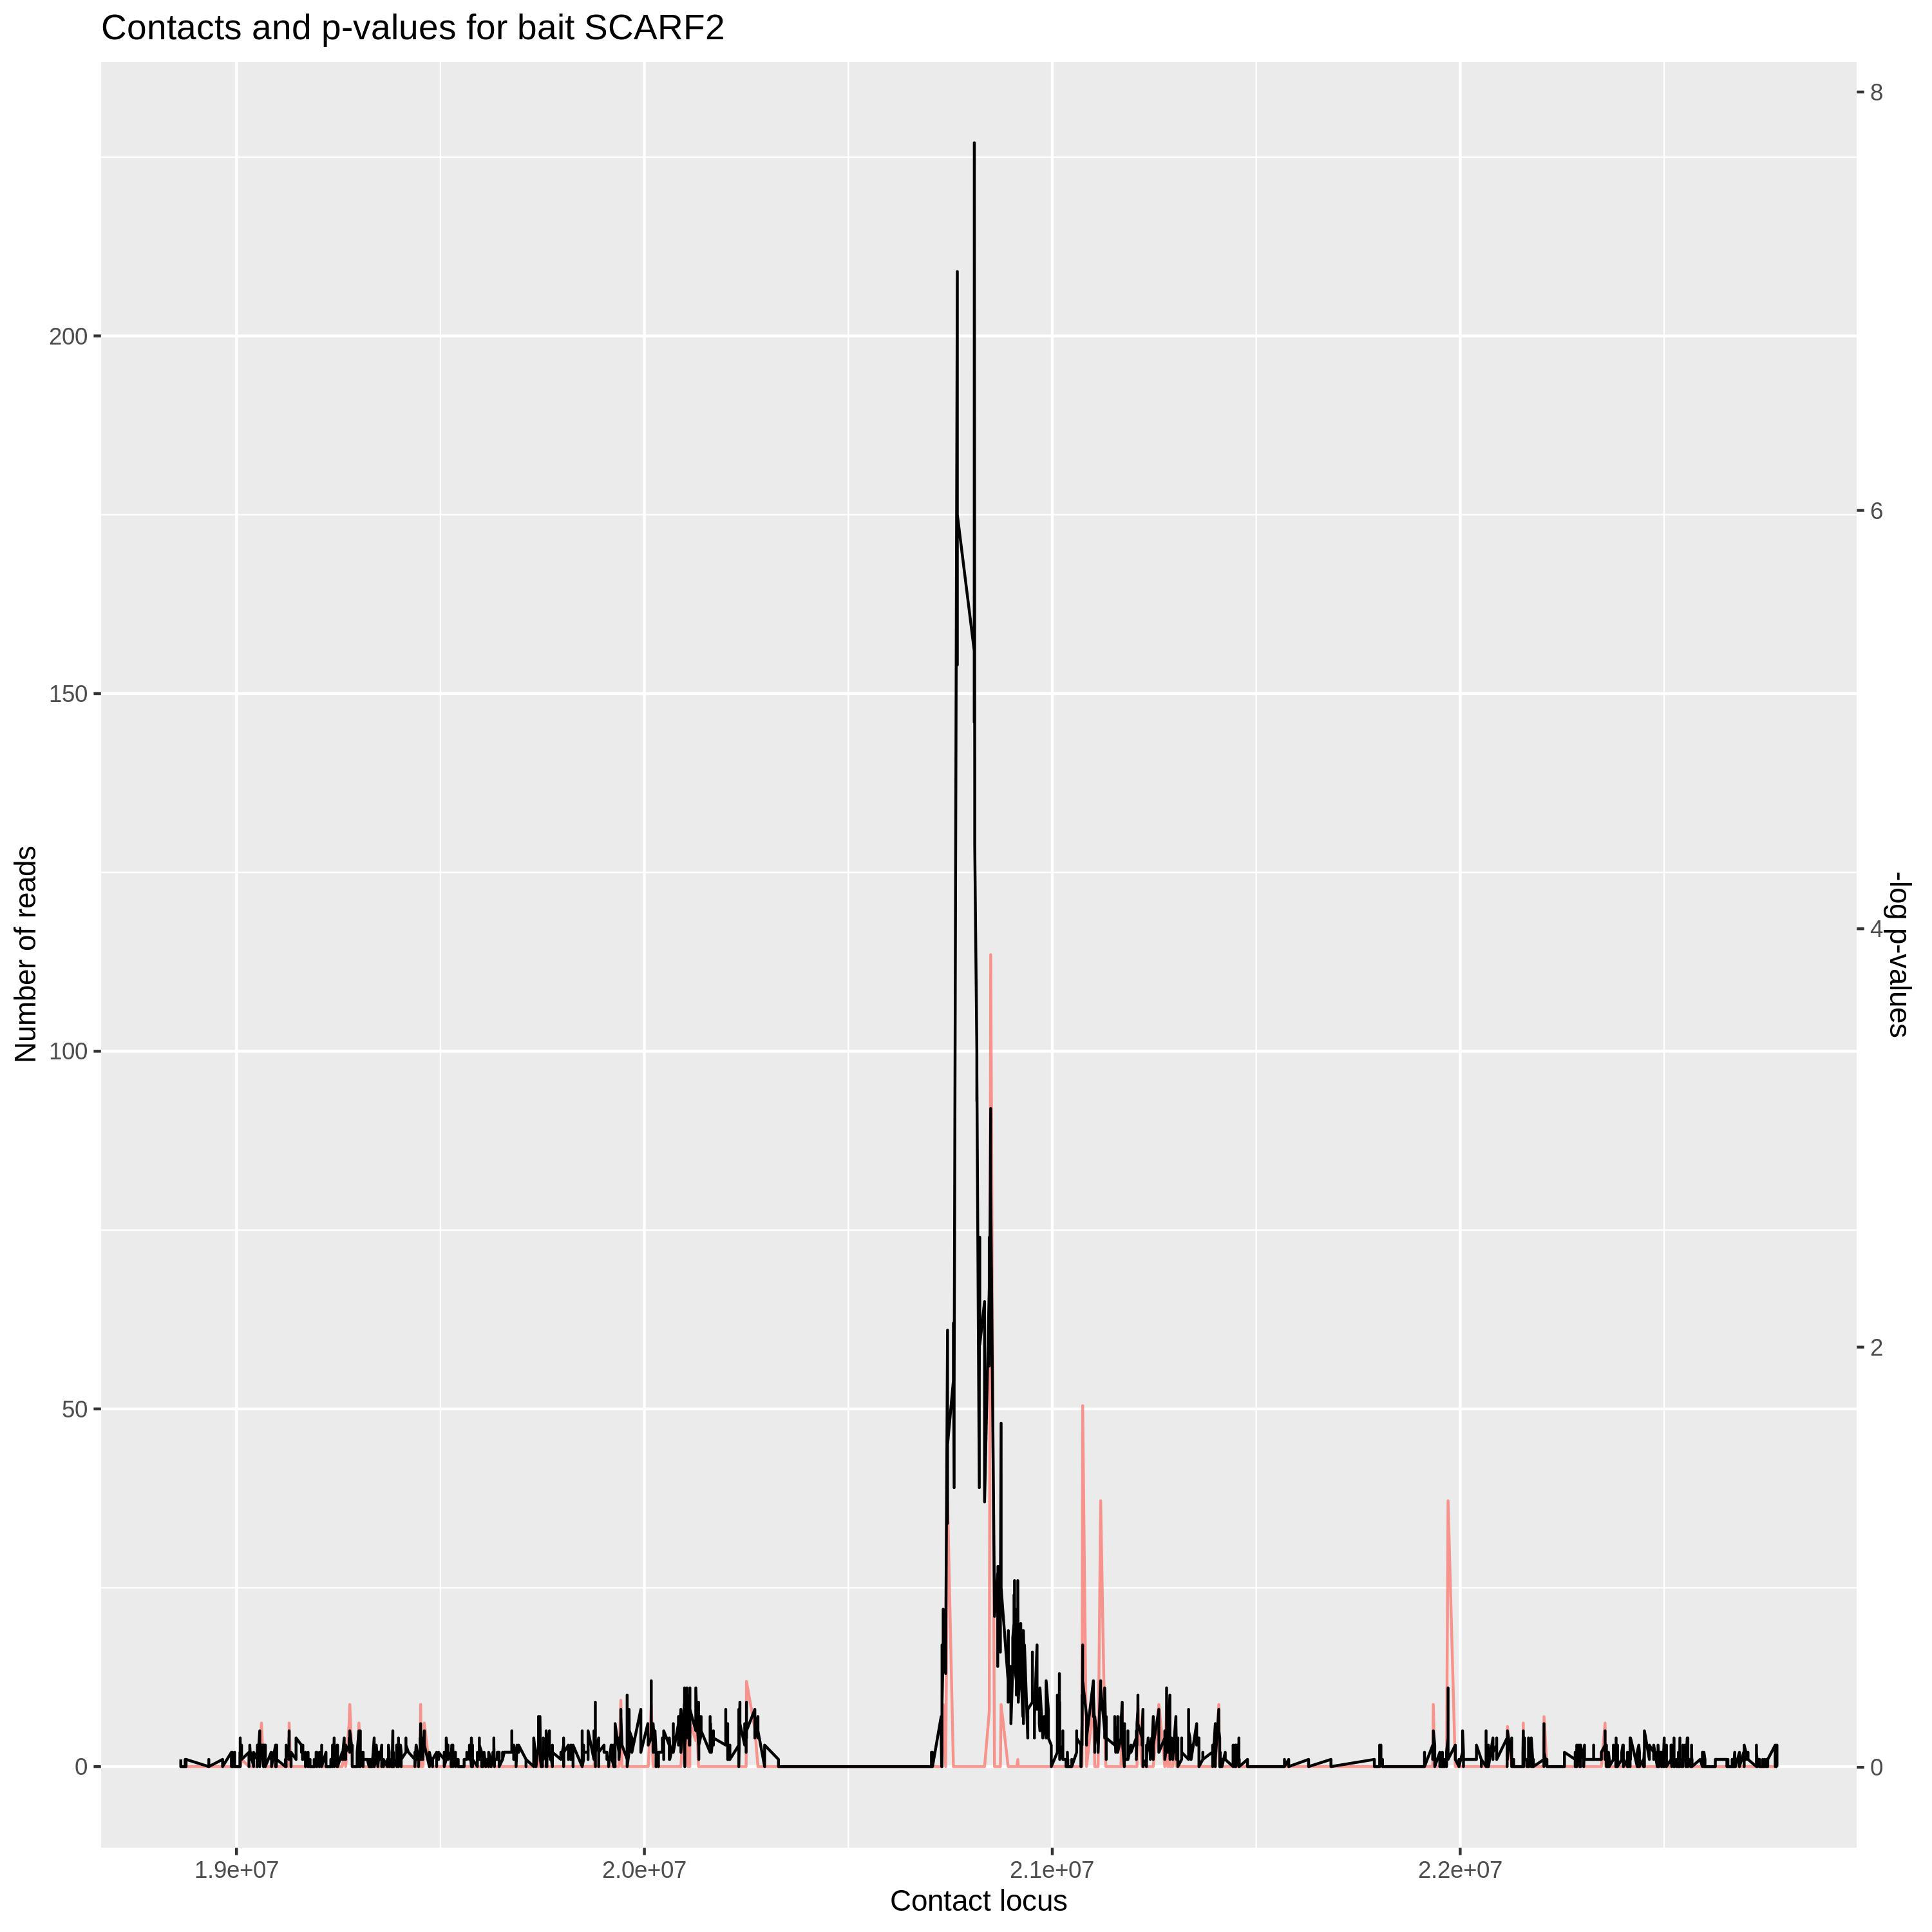 Contacts and p-values for bait SCARF2
8
200
6
150
4
100
2
50
0
0
Number of reads
-log p-values
1.9e+07 2.0e+07 2.1e+07 2.2e+07
Contact locus